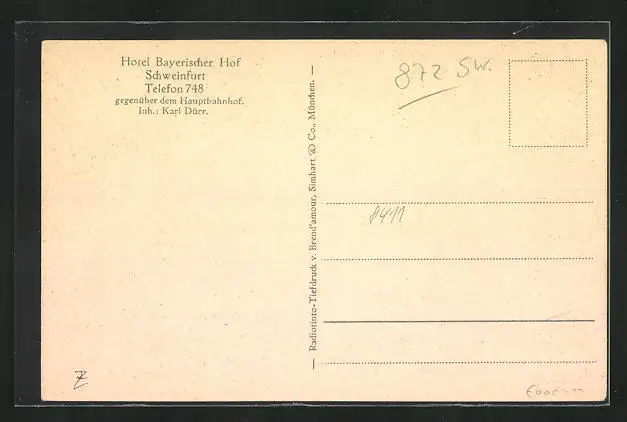 Hotel Bayerischer Hof
Schweinfurt
Telefon 748
gegenüber dem Hauptbahnhof.
Inh.: Karl Dürr.
Radiotinto-Tiefdruck v. Brend'amour, Simhart & Co., München.
872 SW.
8411